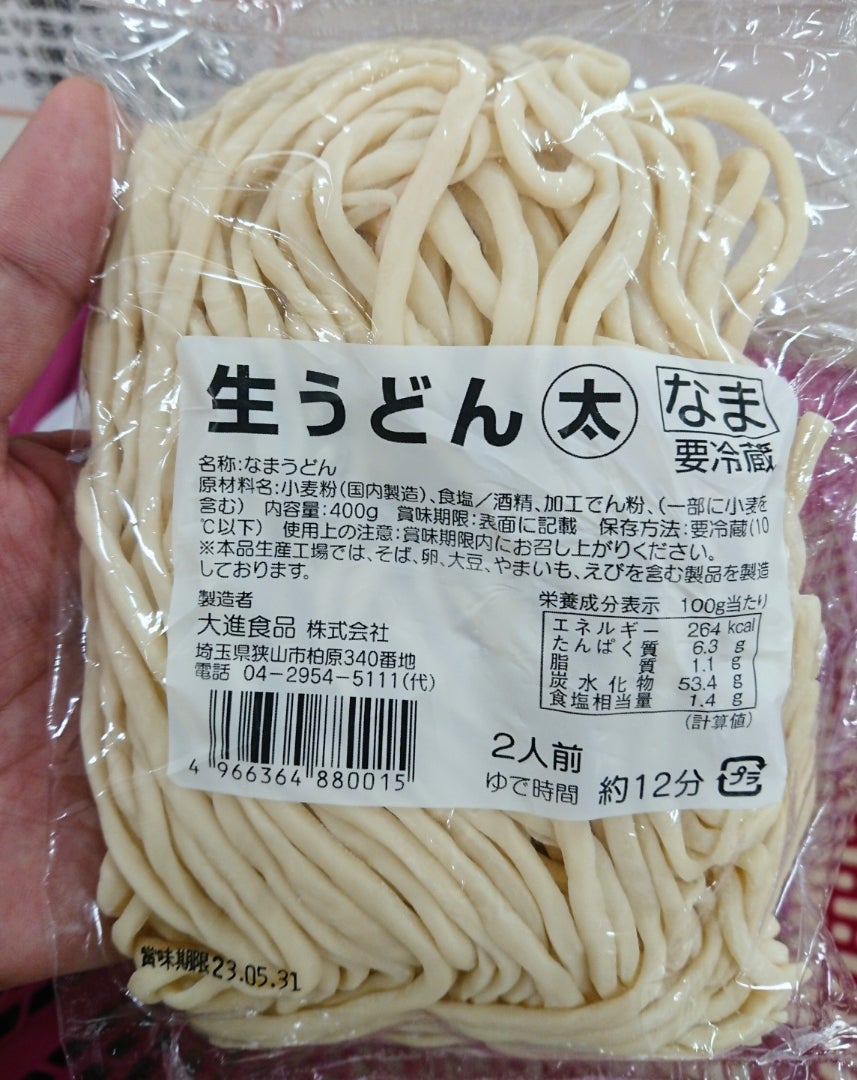 生うどん 太 なま
要冷蔵
名称:なまうどん
原材料名:小麦粉(国内製造)、食塩/酒精、加工でん粉、(一部に小麦を
含む) 内容量:400g 賞味期限:表面に記載 保存方法:要冷蔵(10
℃以下) 使用上の注意:賞味期限内にお召し上がりください。
※本品生産工場では、そば、卵、大豆、やまいも、えびを含む製品を製造
しております。
製造者
大進食品 株式会社
埼玉県狭山市柏原340番地
電話 04-2954-5111(代)
栄養成分表示 100g当たり
エネルギー 264 kcal
たんぱく質 6.3 g
脂質 1.1 g
炭水化物 53.4 g
食塩相当量 1.4 g
(計算値)
4 966364 880015
2人前
ゆで時間 約12分 プラ
賞味期限23.05.31